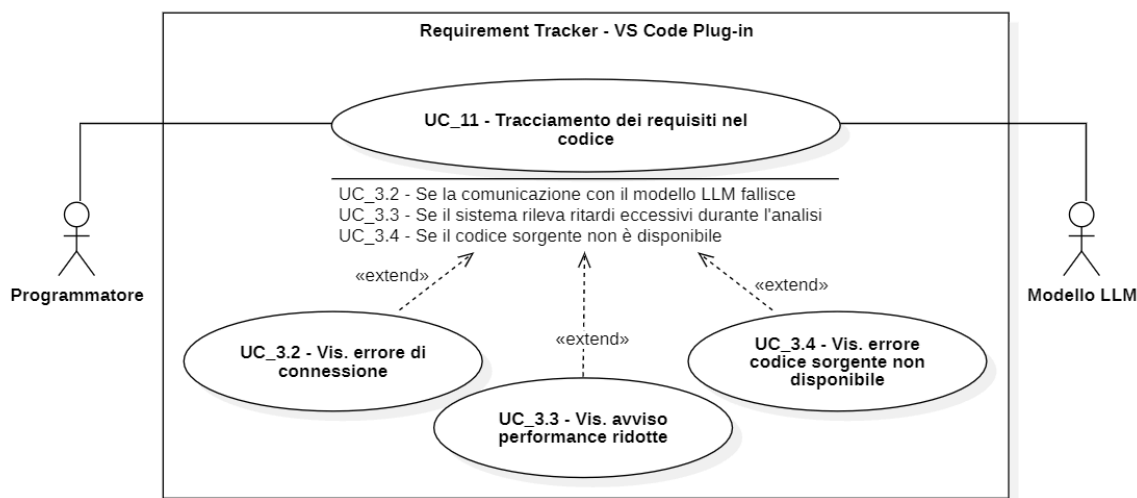 Requirement Tracker - VS Code Plug-in
UC_11 - Tracciamento dei requisiti nel
codice
UC_3.2 - Se la comunicazione con il modello LLM fallisce
UC_3.3 - Se il sistema rileva ritardi eccessivi durante l'analisi
UC_3.4 - Se il codice sorgente non è disponibile
«extend»
«extend»
«extend»
Programmatore
Modello LLM
UC_3.2 - Vis. errore di
connessione
UC_3.4 - Vis. errore
codice sorgente non
disponibile
UC_3.3 - Vis. avviso
performance ridotte